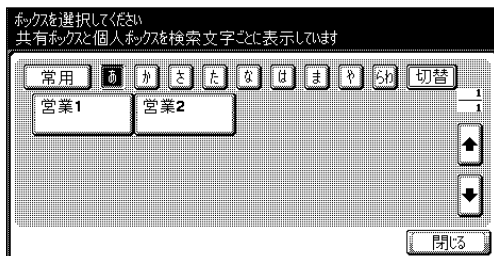 ボックスを選択してください
共有ボックスと個人ボックスを検索文字ごとに表示しています
常用 あ か さ た な は ま や らわ 切替
営業1 営業2
1
1
閉じる